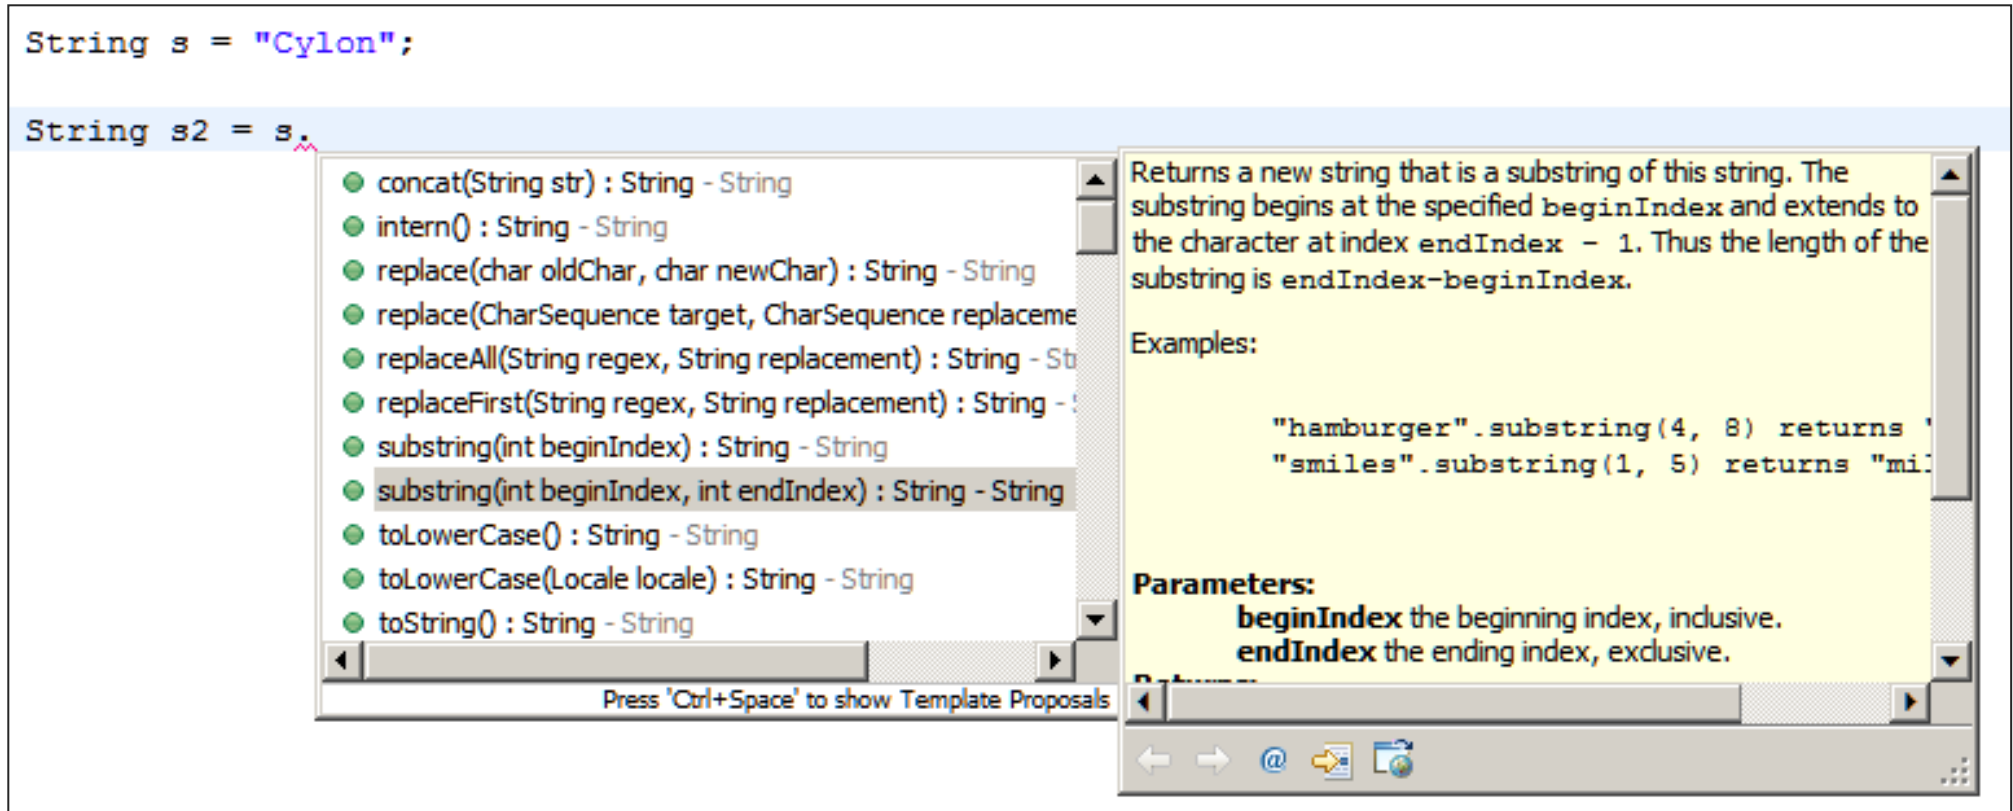 String s = "Cylon";
String s2 = s.
concat(String str) : String - String
intern() : String - String
replace(char oldChar, char newChar) : String - String
replace(CharSequence target, CharSequence replaceme
replaceAll(String regex, String replacement) : String - St
replaceFirst(String regex, String replacement) : String -
substring(int beginIndex) : String - String
substring(int beginIndex, int endIndex) : String - String
toLowerCase() : String - String
toLowerCase(Locale locale) : String - String
toString() : String - String
Press 'Ctrl+Space' to show Template Proposals
Returns a new string that is a substring of this string. The
substring begins at the specified beginIndex and extends to
the character at index endIndex - 1. Thus the length of the
substring is endIndex-beginIndex.
Examples:
"hamburger".substring(4, 8) returns "
"smiles".substring(1, 5) returns "mil
Parameters:
beginIndex the beginning index, inclusive.
endIndex the ending index, exclusive.